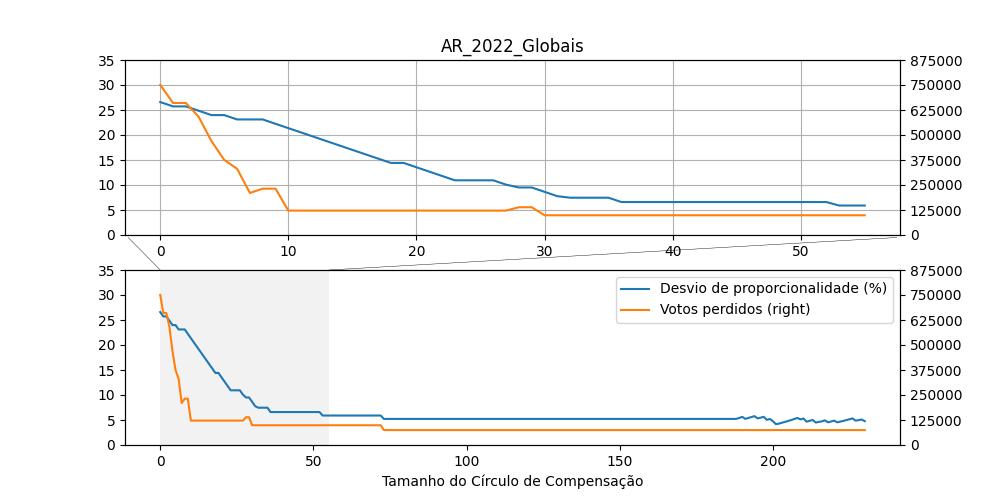 AR_2022_Globais
35 875000
30 750000
25 625000
20 500000
15 375000
10 250000
5 125000
0 0
0 10 20 30 40 50
35 875000
30 750000
25 625000
20 500000
15 375000
10 250000
5 125000
0 0
Desvio de proporcionalidade (%)
Votos perdidos (right)
0 50 100 150 200
Tamanho do Círculo de Compensação